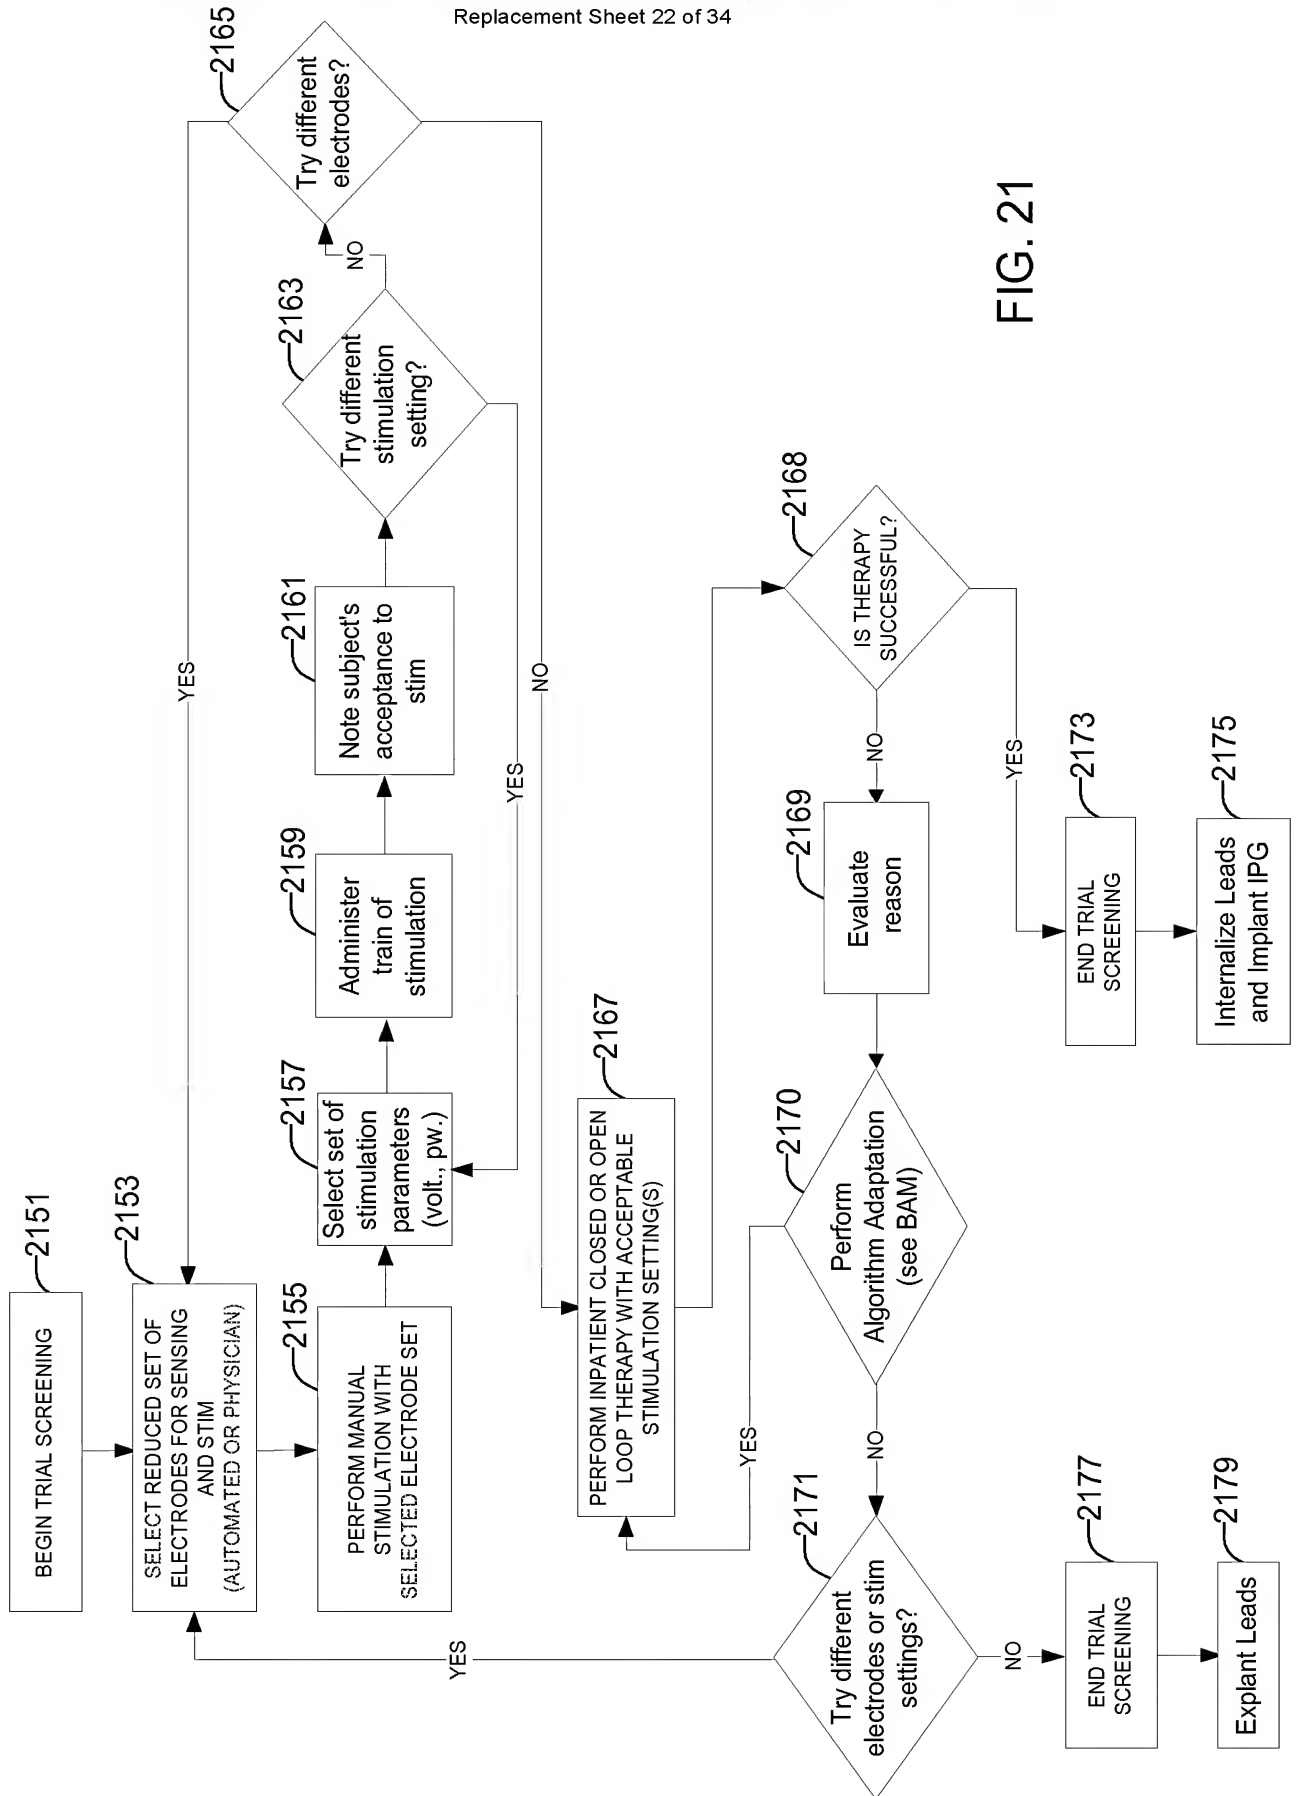 Replacement Sheet 22 of 34
BEGIN TRIAL SCREENING
2151
SELECT REDUCED SET OF
ELECTRODES FOR SENSING
AND STIM
(AUTOMATED OR PHYSICIAN)
2153
PERFORM MANUAL
STIMULATION WITH
SELECTED ELECTRODE SET
2155
Select set of
stimulation
parameters
(volt., pw.)
2157
Administer
train of
stimulation
2159
Note subject's
acceptance to
stim
2161
Try different
stimulation
setting?
2163
NO
YES
Try different
electrodes?
2165
YES
NO
PERFORM INPATIENT CLOSED OR OPEN
LOOP THERAPY WITH ACCEPTABLE
STIMULATION SETTING(S)
2167
IS THERAPY
SUCCESSFUL?
2168
NO
YES
Evaluate
reason
2169
Perform
Algorithm Adaptation
(see BAM)
2170
YES
NO
Try different
electrodes or stim
settings?
2171
YES
NO
END TRIAL
SCREENING
2173
Internalize Leads
and Implant IPG
2175
END TRIAL
SCREENING
2177
Explant Leads
2179
FIG. 21